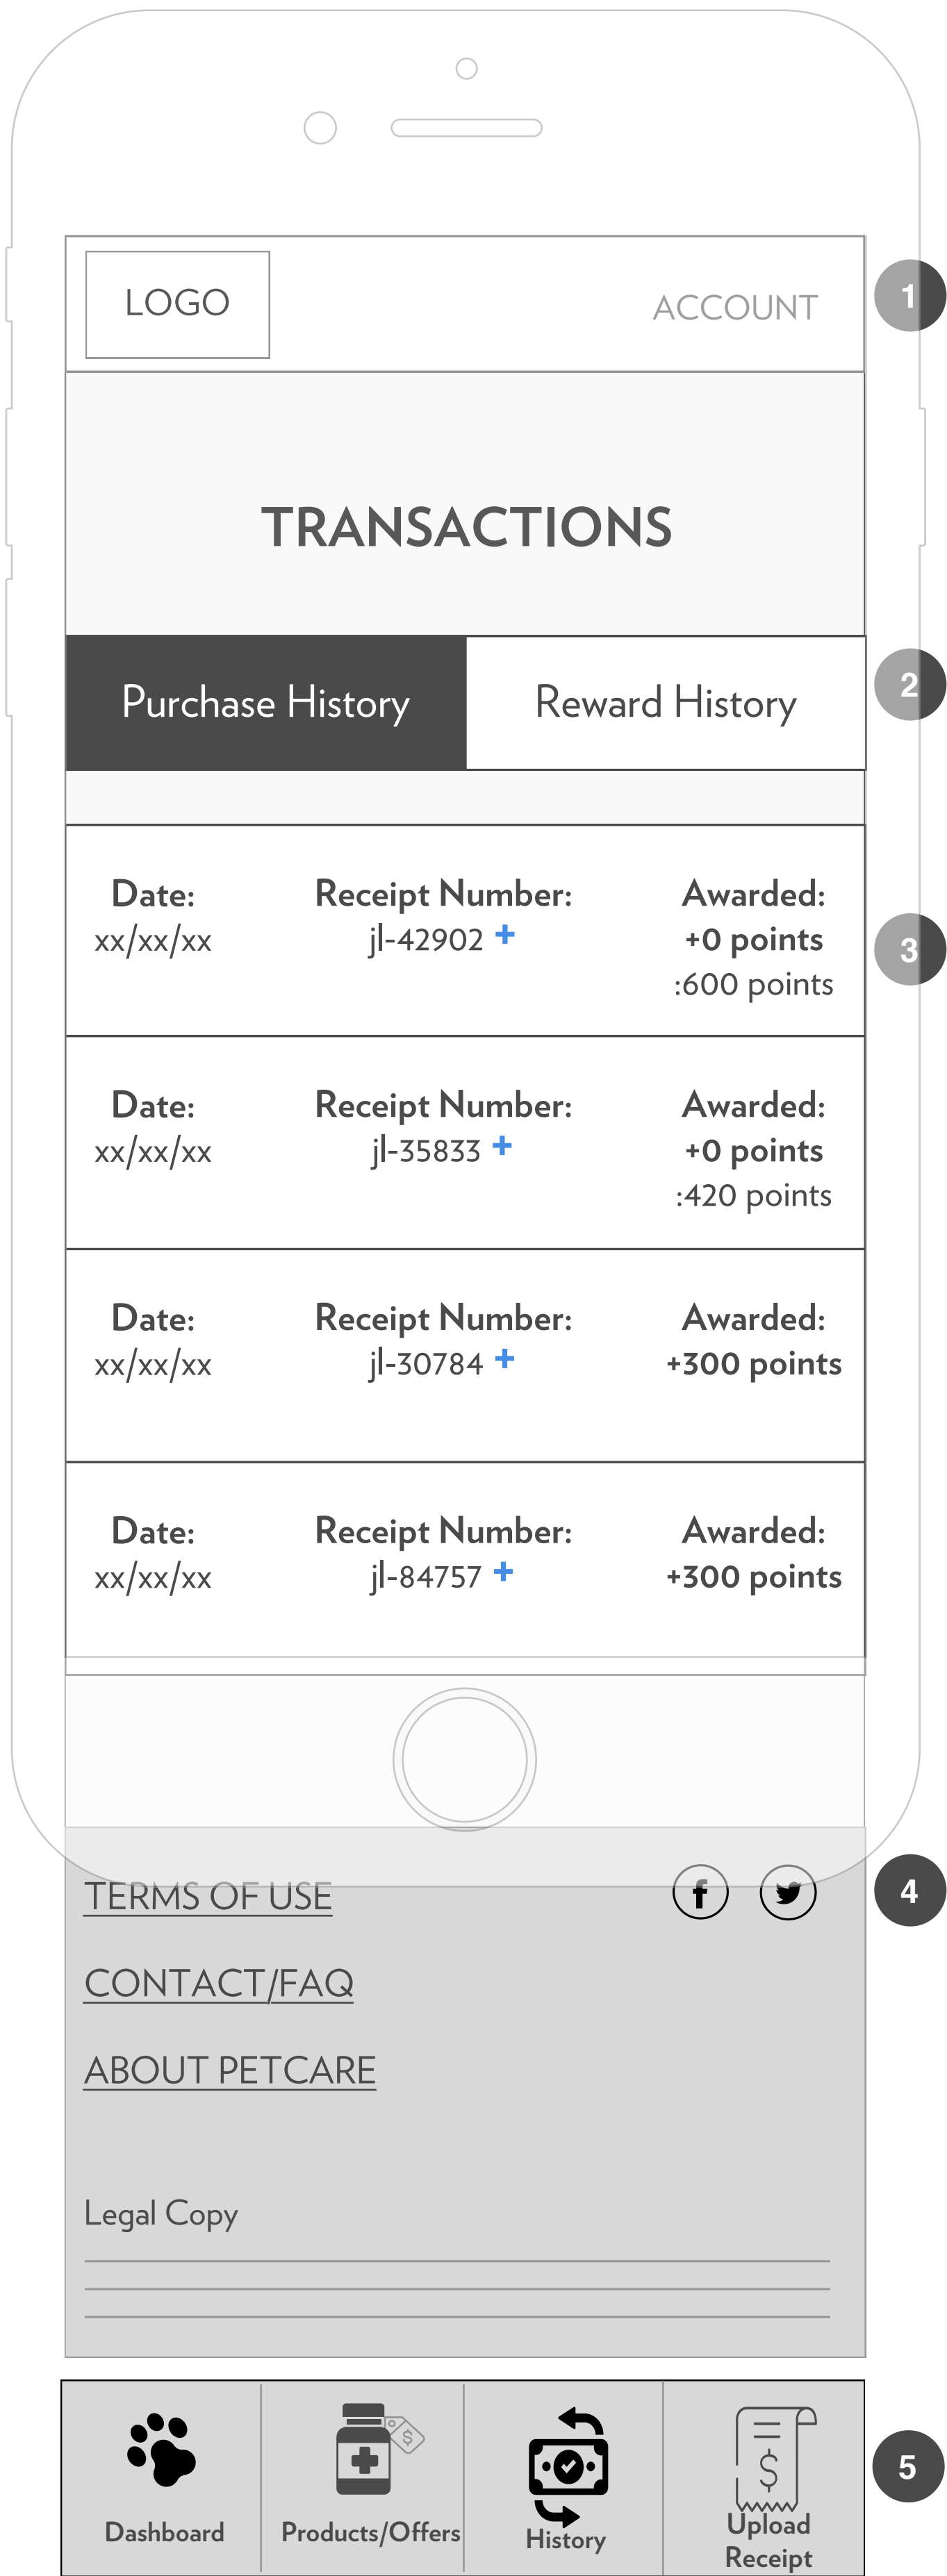 LOGO
ACCOUNT
1
TRANSACTIONS
Purchase History
Reward History
2
Date:
xx/xx/xx
Receipt Number:
jl-42902 +
Awarded:
+0 points
:600 points
3
Date:
xx/xx/xx
Receipt Number:
jl-35833 +
Awarded:
+0 points
:420 points
Date:
xx/xx/xx
Receipt Number:
jl-30784 +
Awarded:
+300 points
Date:
xx/xx/xx
Receipt Number:
jl-84757 +
Awarded:
+300 points
TERMS OF USE
f
4
CONTACT/FAQ
ABOUT PETCARE
Legal Copy
$
$
5
Dashboard
Products/Offers
History
Upload
Receipt